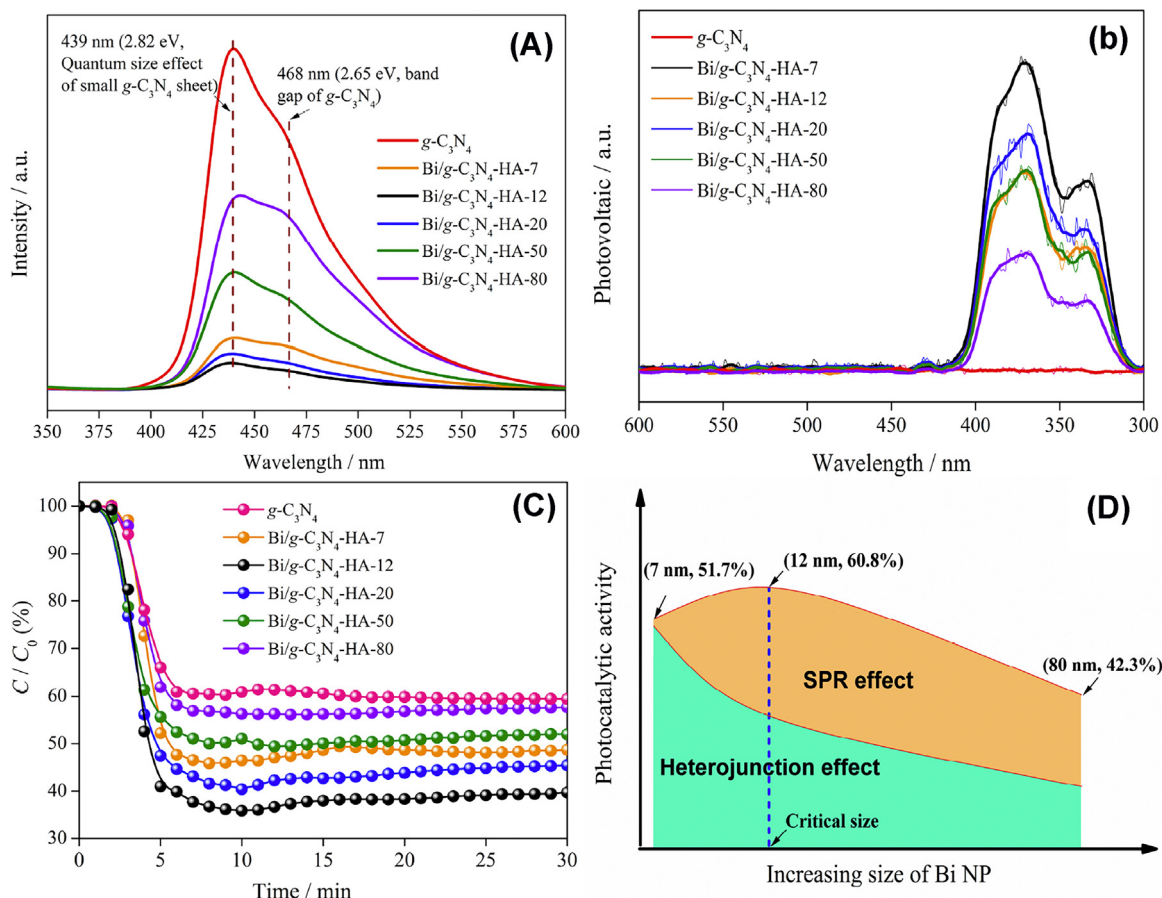 (A)
439 nm (2.82 eV,
Quantum size effect
of small g-C₃N₄ sheet)
468 nm (2.65 eV, band
gap of g-C₃N₄)
g-C₃N₄
Bi/g-C₃N₄-HA-7
Bi/g-C₃N₄-HA-12
Bi/g-C₃N₄-HA-20
Bi/g-C₃N₄-HA-50
Bi/g-C₃N₄-HA-80
Intensity / a.u.
350 375 400 425 450 475 500 525 550 575 600
Wavelength / nm
(b)
g-C₃N₄
Bi/g-C₃N₄-HA-7
Bi/g-C₃N₄-HA-12
Bi/g-C₃N₄-HA-20
Bi/g-C₃N₄-HA-50
Bi/g-C₃N₄-HA-80
Photovoltaic / a.u.
600 550 500 450 400 350 300
Wavelength / nm
(C)
g-C₃N₄
Bi/g-C₃N₄-HA-7
Bi/g-C₃N₄-HA-12
Bi/g-C₃N₄-HA-20
Bi/g-C₃N₄-HA-50
Bi/g-C₃N₄-HA-80
C / C₀ (%)
100
90
80
70
60
50
40
30
0 5 10 15 20 25 30
Time / min
(D)
(7 nm, 51.7%)
(12 nm, 60.8%)
(80 nm, 42.3%)
SPR effect
Heterojunction effect
Critical size
Photocatalytic activity
Increasing size of Bi NP